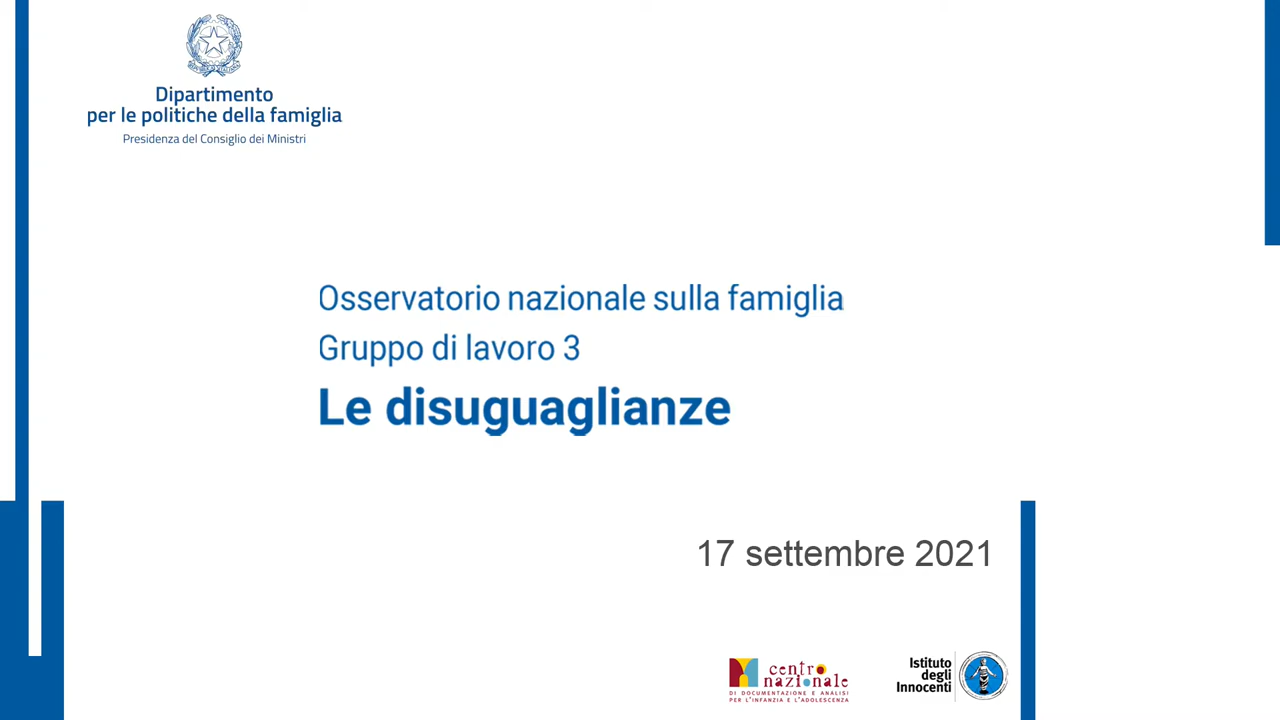 Dipartimento
per le politiche della famiglia
Presidenza del Consiglio dei Ministri
Osservatorio nazionale sulla famiglia
Gruppo di lavoro 3
Le disuguaglianze
17 settembre 2021
centro
nazionale
DI DOCUMENTAZIONE E ANALISI
PER L'INFANZIA E L'ADOLESCENZA
Istituto
degli
Innocenti